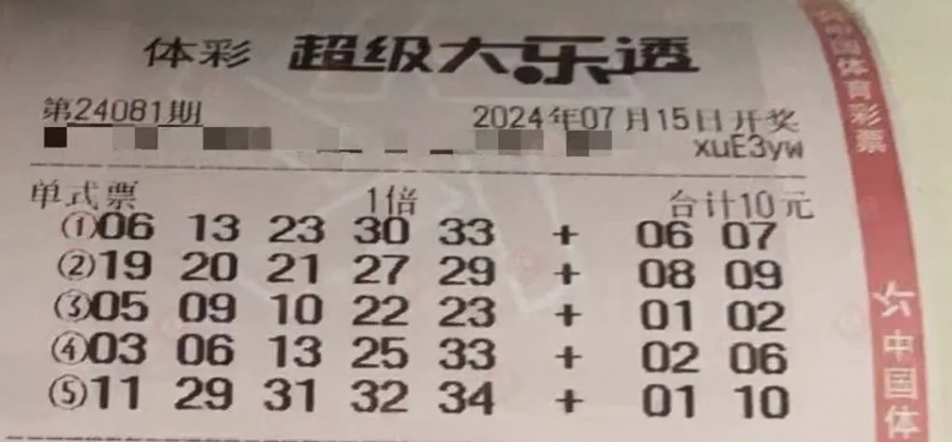 体彩 超级大乐透
第24081期 2024年07月15日开奖
xuE3yw
单式票 1倍 合计10元
①06 13 23 30 33 + 06 07
②19 20 21 27 29 + 08 09
③05 09 10 22 23 + 01 02
④03 06 13 25 33 + 02 06
⑤11 29 31 32 34 + 01 10
中国体育彩票
中国体